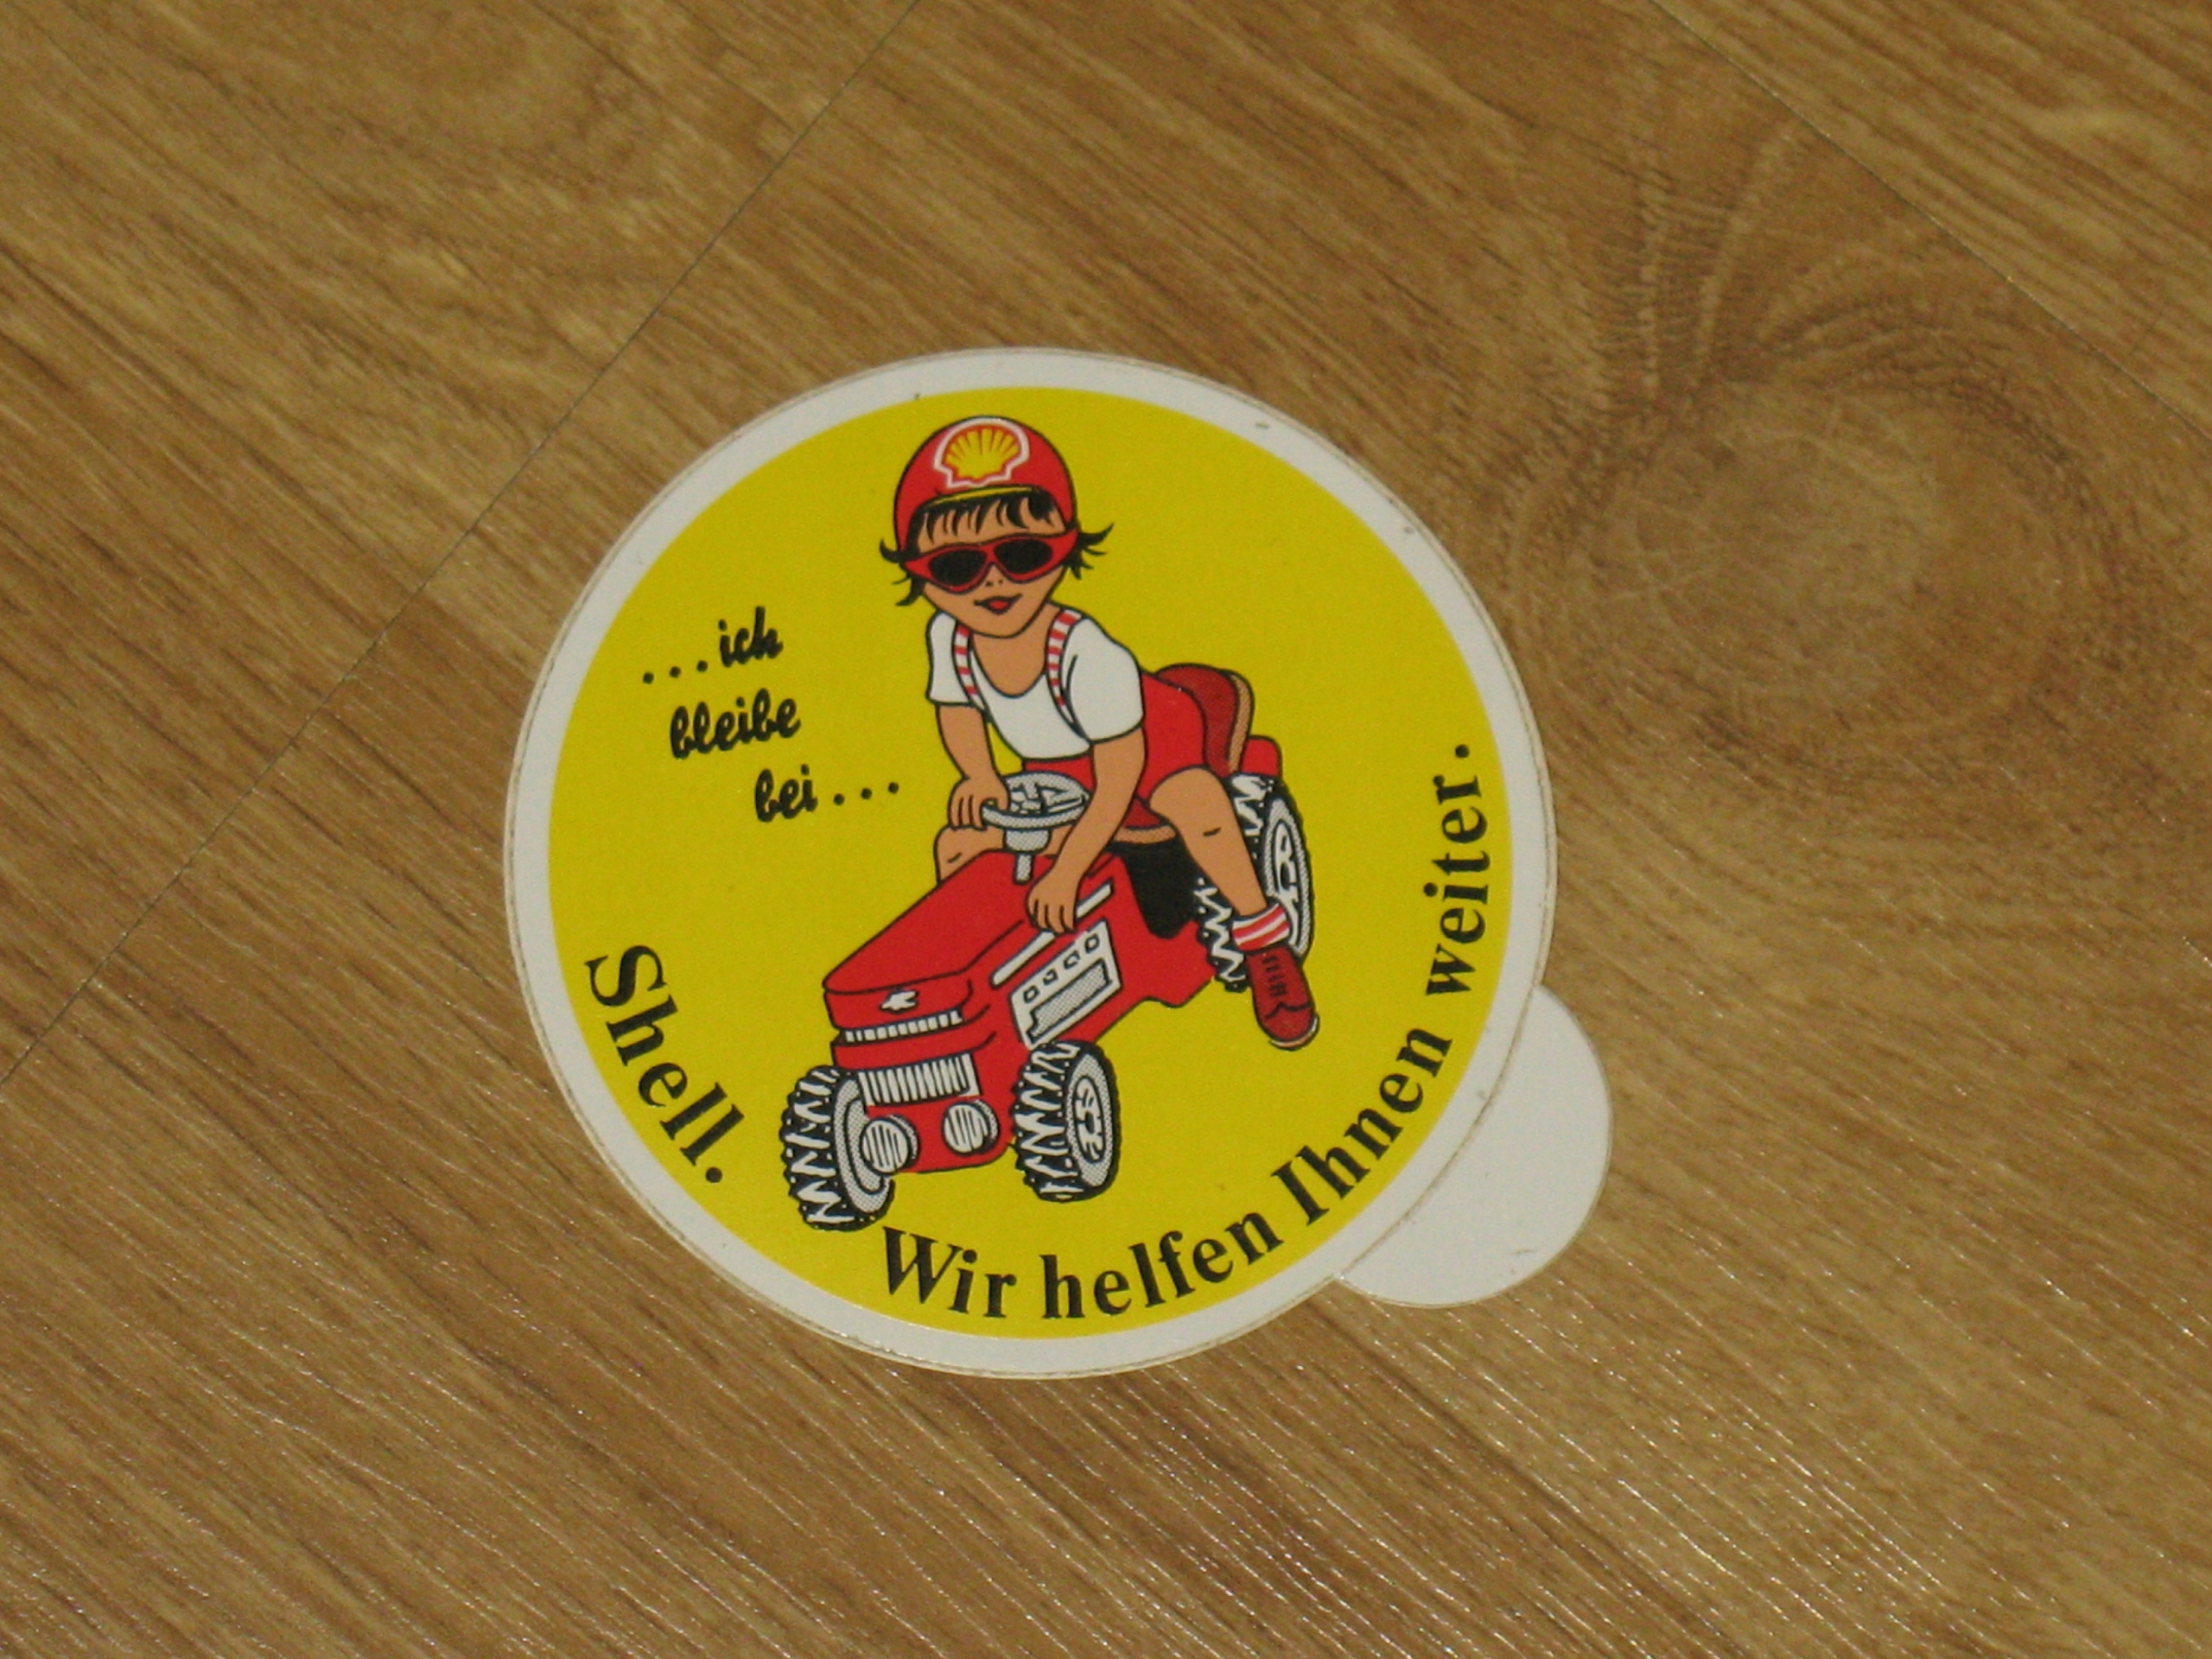 ...ich
bleibe
bei...
Shell. Wir helfen Ihnen weiter.